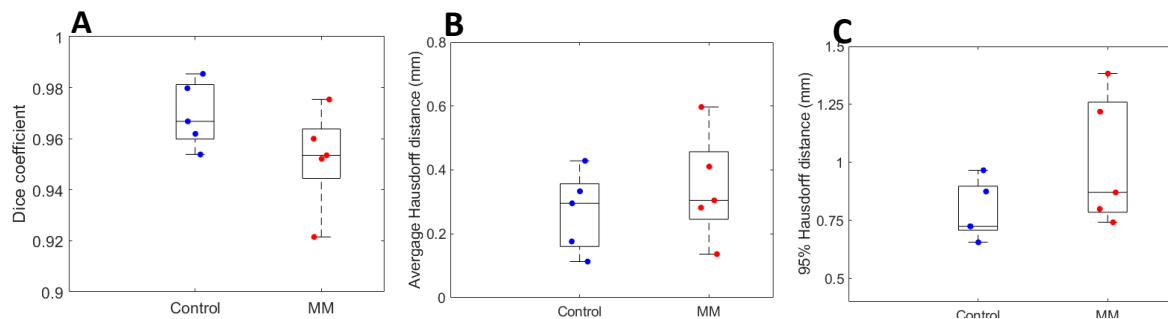 A
Dice coefficient
1
0.98
0.96
0.94
0.92
0.9
Control MM
B
Avergage Hausdorff distance (mm)
0.8
0.6
0.4
0.2
0
Control MM
C
95% Hausdorff distance (mm)
1.5
1.25
1
0.75
0.5
Control MM